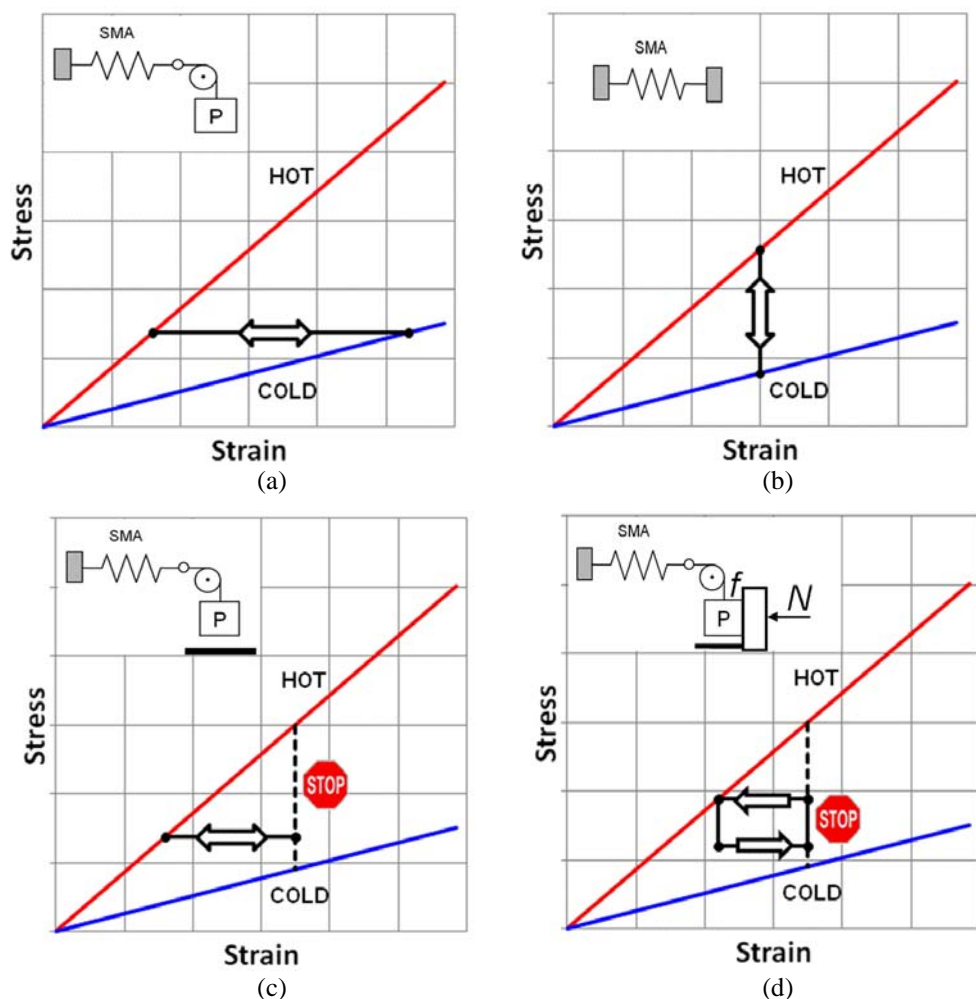 SMA
P
HOT
COLD
Stress
Strain
(a)
SMA
HOT
COLD
Stress
Strain
(b)
SMA
P
HOT
STOP
COLD
Stress
Strain
(c)
SMA
f
P
N
HOT
STOP
COLD
Stress
Strain
(d)